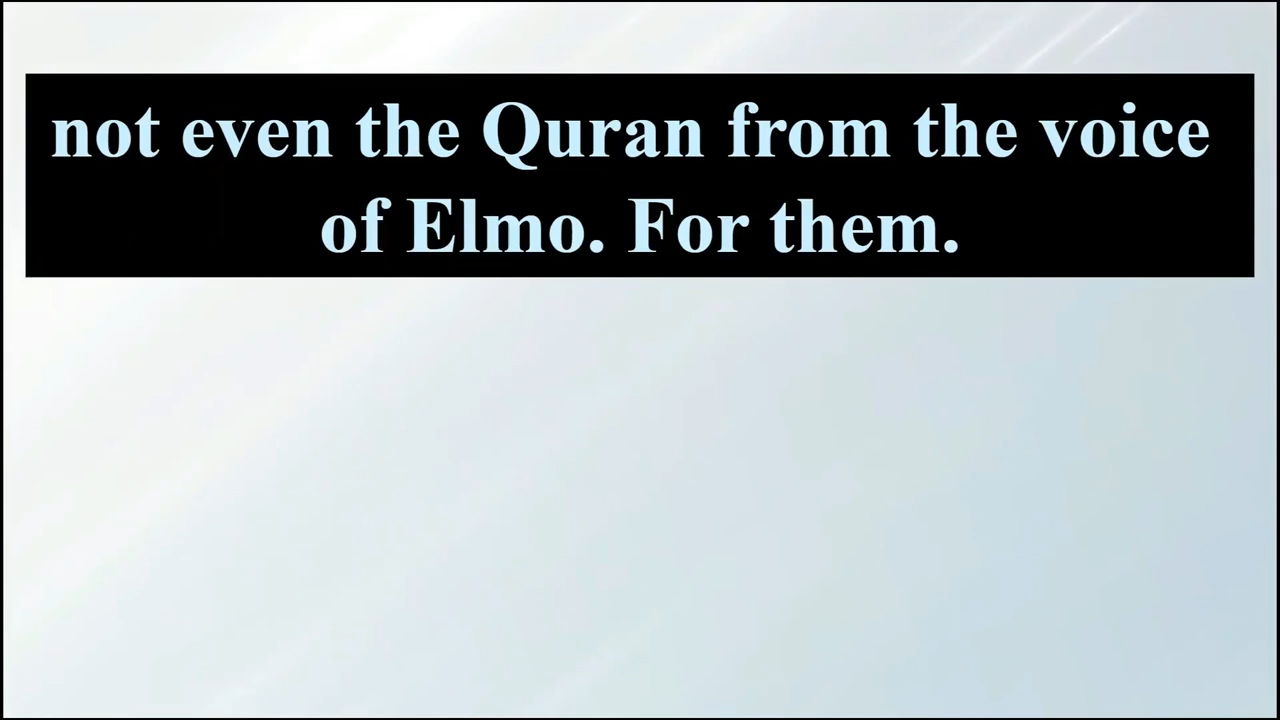 not even the Quran from the voice
of Elmo. For them.